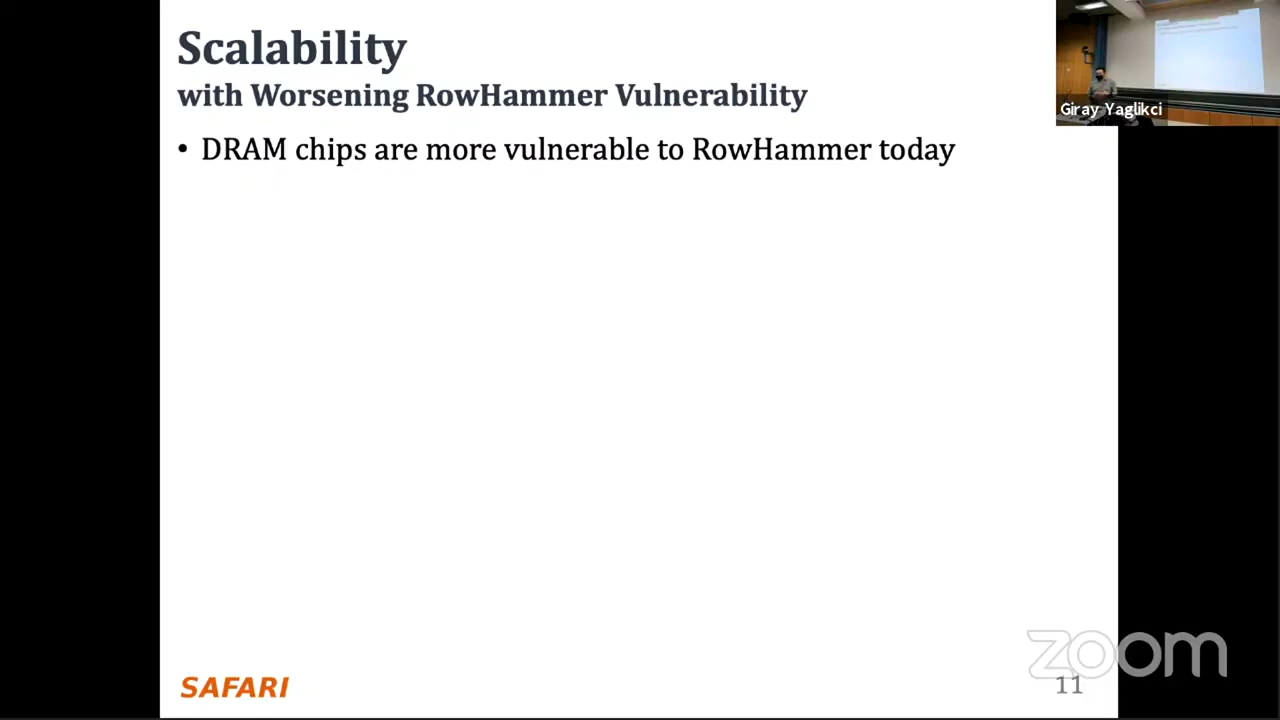 Scalability
with Worsening RowHammer Vulnerability
• DRAM chips are more vulnerable to RowHammer today
Giray Yaglikci
SAFARI
11
zoom